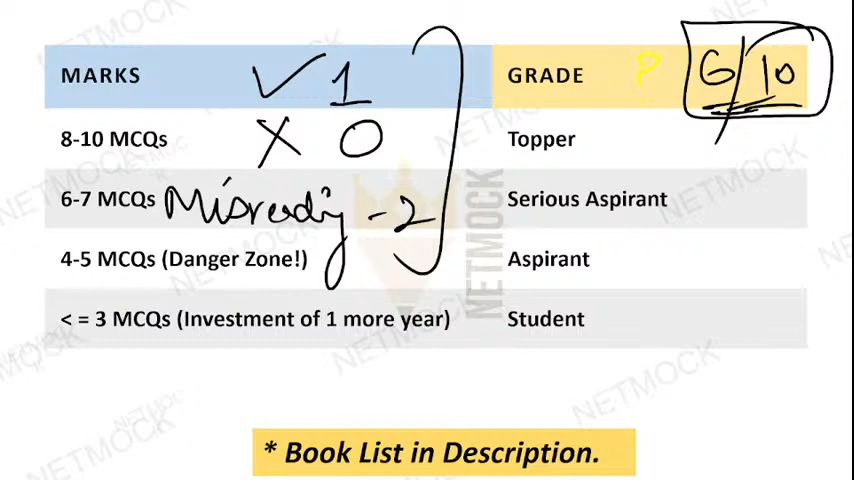 MARKS ✓ 1 GRADE ? 6/10
8-10 MCQs X 0 Topper
6-7 MCQs Misreading -2 Serious Aspirant
4-5 MCQs (Danger Zone!) Aspirant
< = 3 MCQs (Investment of 1 more year) Student
* Book List in Description.
NETMOCK